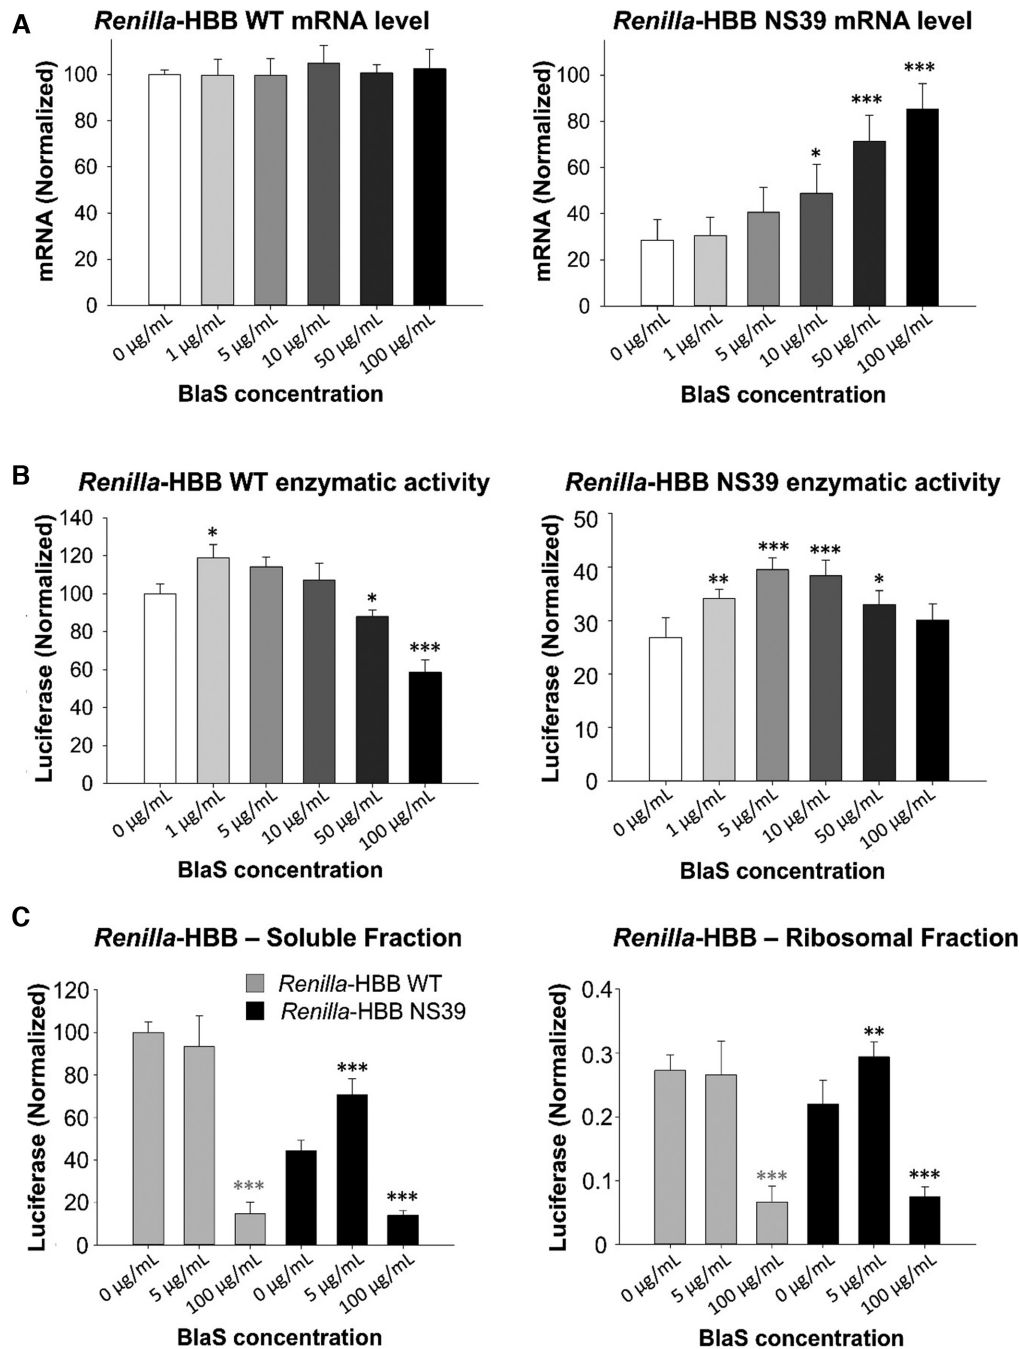 A
Renilla-HBB WT mRNA level
mRNA (Normalized)
100
80
60
40
20
0
0 µg/mL
1 µg/mL
5 µg/mL
10 µg/mL
50 µg/mL
100 µg/mL
BlaS concentration
Renilla-HBB NS39 mRNA level
mRNA (Normalized)
100
80
60
40
20
0
*
***
***
0 µg/mL
1 µg/mL
5 µg/mL
10 µg/mL
50 µg/mL
100 µg/mL
BlaS concentration
B
Renilla-HBB WT enzymatic activity
Luciferase (Normalized)
140
120
100
80
60
40
20
0
*
*
***
0 µg/mL
1 µg/mL
5 µg/mL
10 µg/mL
50 µg/mL
100 µg/mL
BlaS concentration
Renilla-HBB NS39 enzymatic activity
Luciferase (Normalized)
50
40
30
20
10
0
**
***
***
*
0 µg/mL
1 µg/mL
5 µg/mL
10 µg/mL
50 µg/mL
100 µg/mL
BlaS concentration
C
Renilla-HBB – Soluble Fraction
Renilla-HBB WT
Renilla-HBB NS39
Luciferase (Normalized)
120
100
80
60
40
20
0
***
***
***
0 µg/mL
5 µg/mL
100 µg/mL
0 µg/mL
5 µg/mL
100 µg/mL
BlaS concentration
Renilla-HBB – Ribosomal Fraction
Luciferase (Normalized)
0.4
0.3
0.2
0.1
0
***
**
***
0 µg/mL
5 µg/mL
100 µg/mL
0 µg/mL
5 µg/mL
100 µg/mL
BlaS concentration